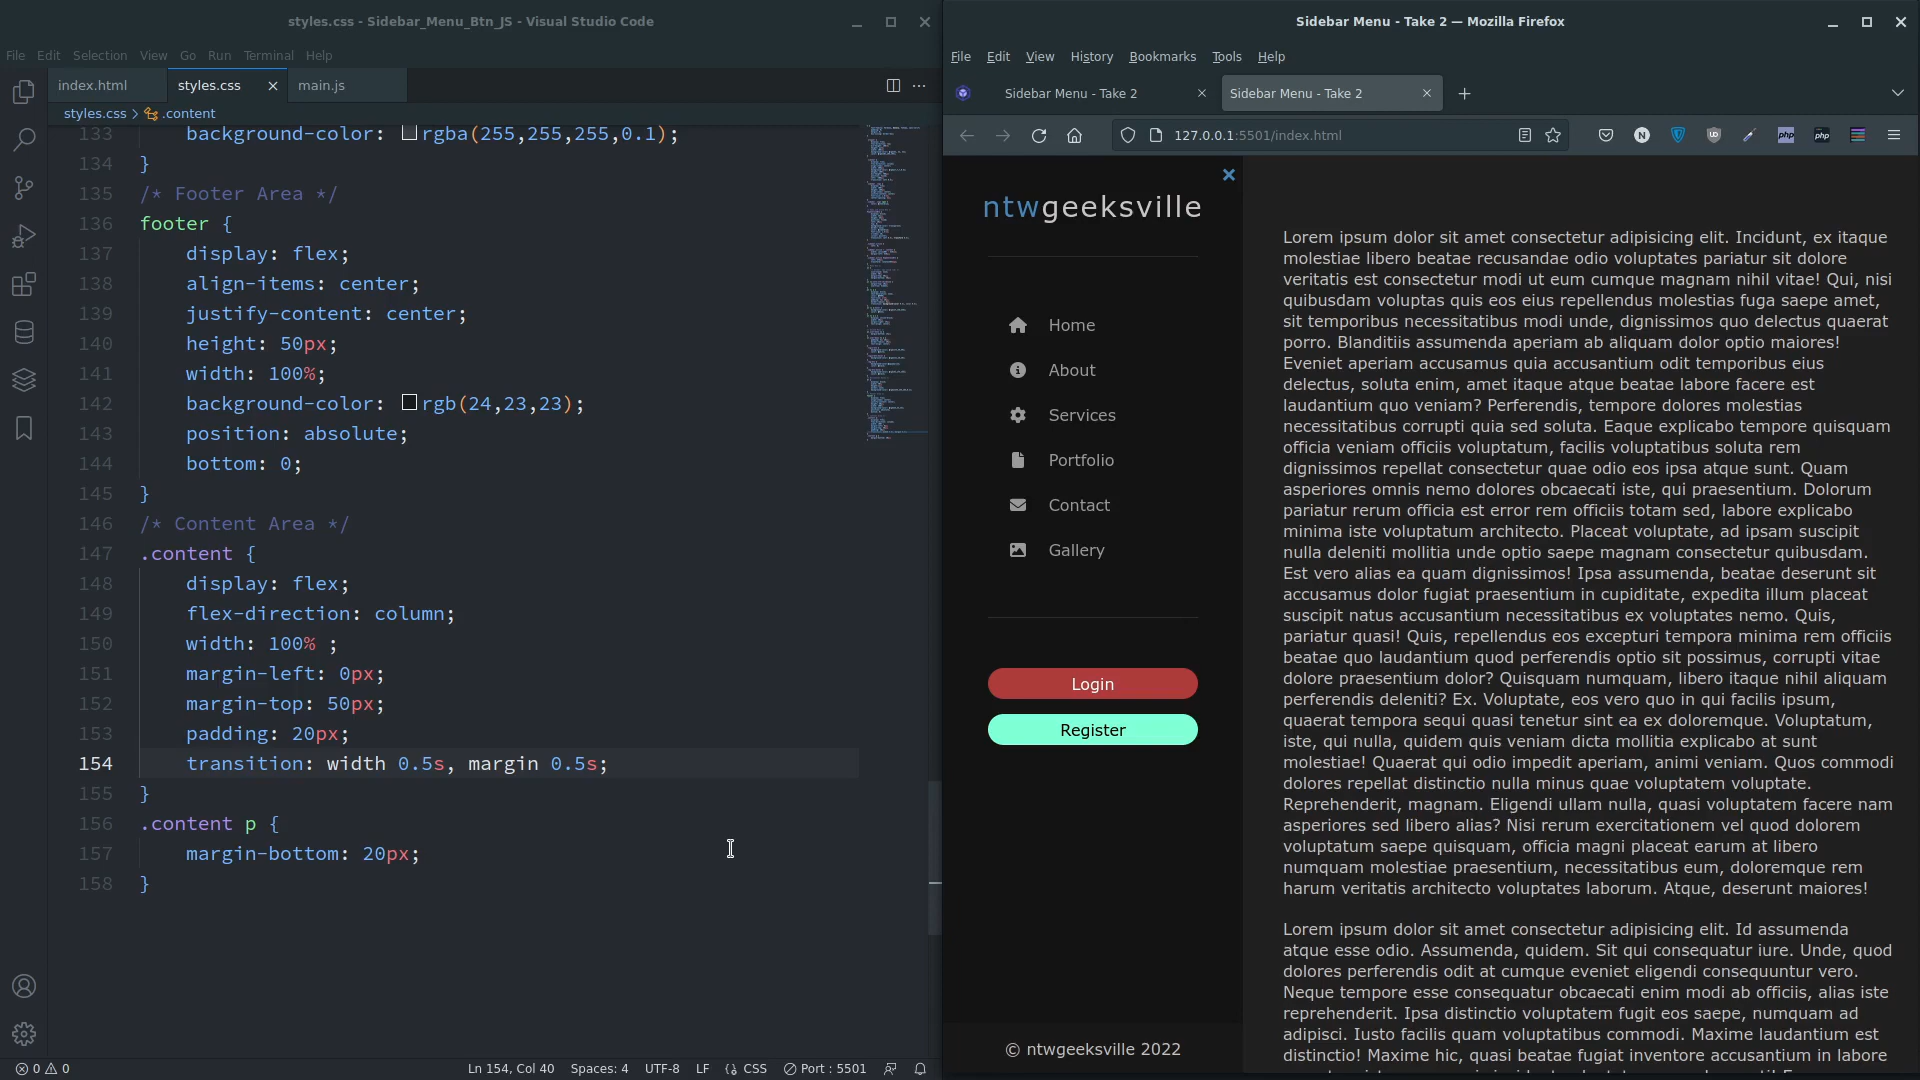 styles.css - Sidebar_Menu_Btn_JS - Visual Studio Code
File Edit Selection View Go Run Terminal Help
index.html styles.css main.js
styles.css > .content
133 background-color: rgba(255,255,255,0.1);
134 }
135 /* Footer Area */
136 footer {
137 display: flex;
138 align-items: center;
139 justify-content: center;
140 height: 50px;
141 width: 100%;
142 background-color: rgb(24,23,23);
143 position: absolute;
144 bottom: 0;
145 }
146 /* Content Area */
147 .content {
148 display: flex;
149 flex-direction: column;
150 width: 100% ;
151 margin-left: 0px;
152 margin-top: 50px;
153 padding: 20px;
154 transition: width 0.5s, margin 0.5s;
155 }
156 .content p {
157 margin-bottom: 20px;
158 }
0 0 Ln 154, Col 40 Spaces: 4 UTF-8 LF CSS Port : 5501
Sidebar Menu - Take 2 — Mozilla Firefox
File Edit View History Bookmarks Tools Help
Sidebar Menu - Take 2 Sidebar Menu - Take 2
127.0.0.1:5501/index.html
N UD php php
ntwgeeksville
Home
About
Services
Portfolio
Contact
Gallery
Login
Register
© ntwgeeksville 2022
Lorem ipsum dolor sit amet consectetur adipisicing elit. Incidunt, ex itaque
molestiae libero beatae recusandae odio voluptates pariatur sit dolore
veritatis est consectetur modi ut eum cumque magnam nihil vitae! Qui, nisi
quibusdam voluptas quis eos eius repellendus molestias fuga saepe amet,
sit temporibus necessitatibus modi unde, dignissimos quo delectus quaerat
porro. Blanditiis assumenda aperiam ab aliquam dolor optio maiores!
Eveniet aperiam accusamus quia accusantium odit temporibus eius
delectus, soluta enim, amet itaque atque beatae labore facere est
laudantium quo veniam? Perferendis, tempore dolores molestias
necessitatibus corrupti quia sed soluta. Eaque explicabo tempore quisquam
officia veniam officiis voluptatum, facilis voluptatibus soluta rem
dignissimos repellat consectetur quae odio eos ipsa atque sunt. Quam
asperiores omnis nemo dolores obcaecati iste, qui praesentium. Dolorum
pariatur rerum officia est error rem officiis totam sed, labore explicabo
minima iste voluptatum architecto. Placeat voluptate, ad ipsam suscipit
nulla deleniti mollitia unde optio saepe magnam consectetur quibusdam.
Est vero alias ea quam dignissimos! Ipsa assumenda, beatae deserunt sit
accusamus dolor fugiat praesentium in cupiditate, expedita illum placeat
suscipit natus accusantium necessitatibus ex voluptates nemo. Quis,
pariatur quasi! Quis, repellendus eos excepturi tempora minima rem officiis
beatae quo laudantium quod perferendis optio sit possimus, corrupti vitae
dolore praesentium dolor? Quisquam numquam, libero itaque nihil aliquam
perferendis deleniti? Ex. Voluptate, eos vero quo in qui facilis ipsum,
quaerat tempora sequi quasi tenetur sint ea ex doloremque. Voluptatum,
iste, qui nulla, quidem quis veniam dicta mollitia explicabo at sunt
molestiae! Quaerat qui odio impedit aperiam, animi veniam. Quos commodi
dolores repellat distinctio nulla minus quae voluptatem voluptate.
Reprehenderit, magnam. Eligendi ullam nulla, quasi voluptatem facere nam
asperiores sed libero alias? Nisi rerum exercitationem vel quod dolorem
voluptatum saepe quisquam, officia magni placeat earum at libero
numquam molestiae praesentium, necessitatibus eum, doloremque rem
harum veritatis architecto voluptates laborum. Atque, deserunt maiores!
Lorem ipsum dolor sit amet consectetur adipisicing elit. Id assumenda
atque esse odio. Assumenda, quidem. Sit qui consequatur iure. Unde, quod
dolores perferendis odit at cumque eveniet eligendi consequuntur vero.
Neque tempore esse consequatur obcaecati enim modi ab officiis, alias iste
reprehenderit. Ipsa distinctio voluptatem fugit eos saepe, numquam ad
adipisci. Iusto facilis quam voluptatibus commodi. Maxime laudantium est
distinctio! Maxime hic, quasi beatae fugiat inventore accusantium in labore